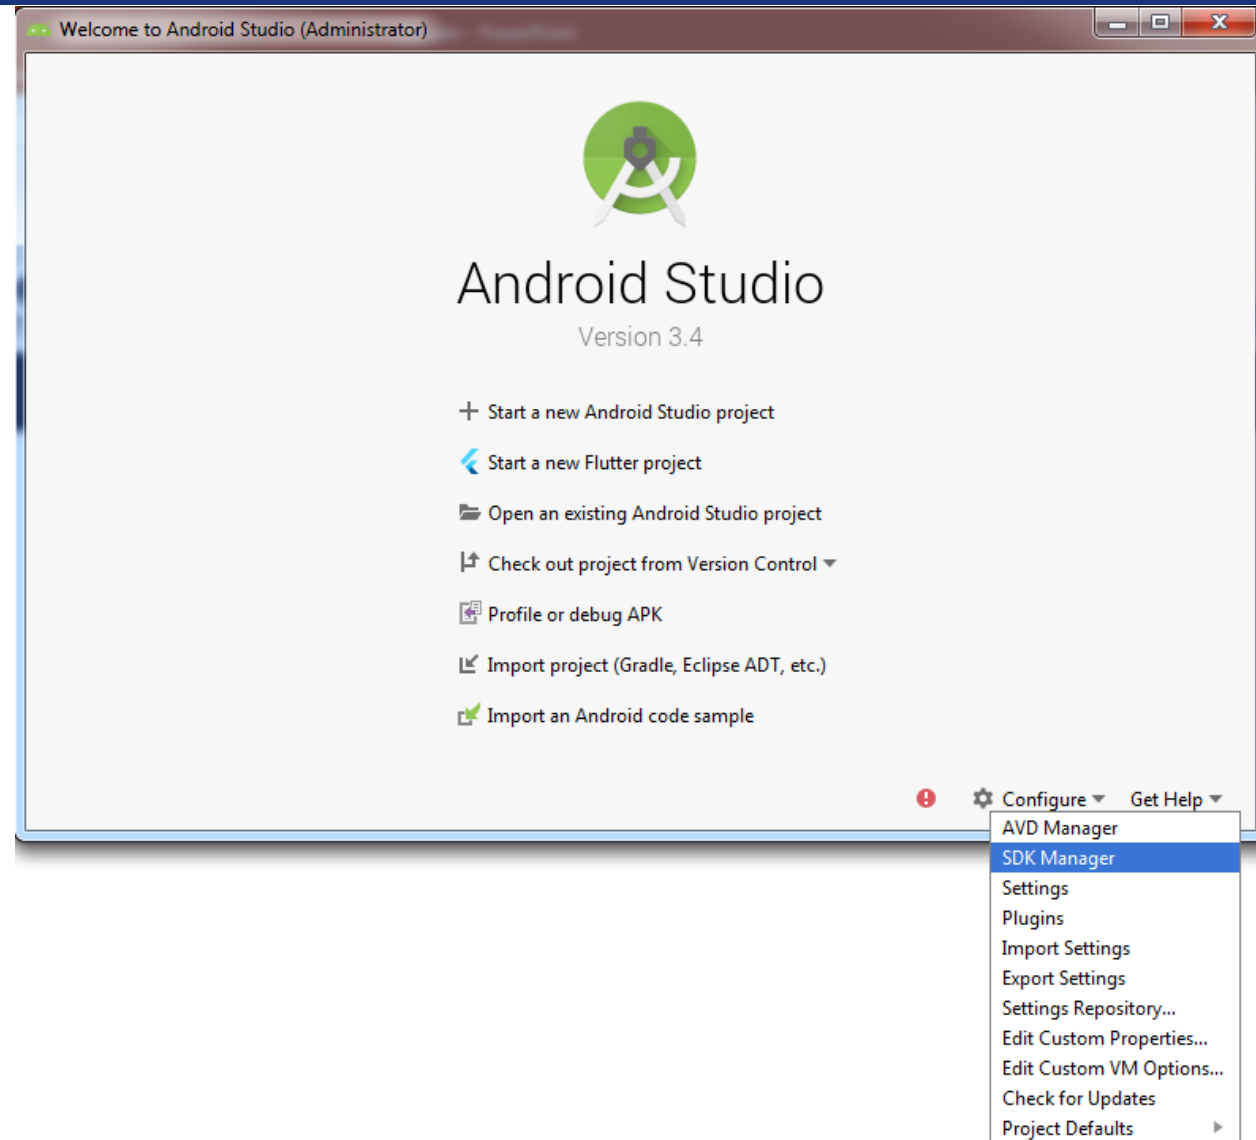 Welcome to Android Studio (Administrator)
Android Studio
Version 3.4
Start a new Android Studio project
Start a new Flutter project
Open an existing Android Studio project
Check out project from Version Control
Profile or debug APK
Import project (Gradle, Eclipse ADT, etc.)
Import an Android code sample
Configure Get Help
AVD Manager
SDK Manager
Settings
Plugins
Import Settings
Export Settings
Settings Repository...
Edit Custom Properties...
Edit Custom VM Options...
Check for Updates
Project Defaults